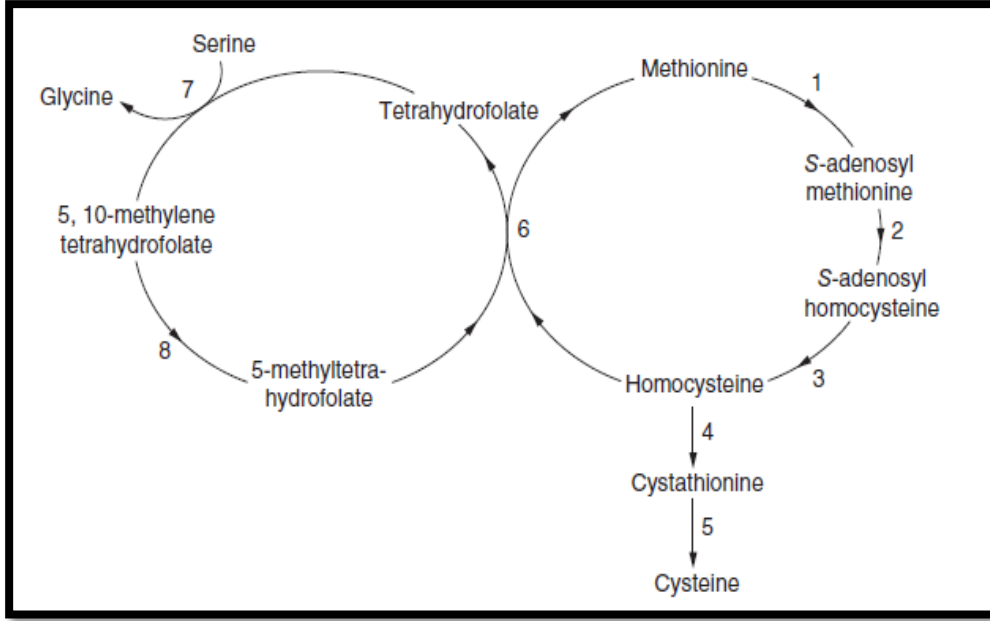 Serine
Glycine
7
Tetrahydrofolate
5, 10-methylene
tetrahydrofolate
8
5-methyltetra-
hydrofolate
6
Methionine
1
S-adenosyl
methionine
2
S-adenosyl
homocysteine
3
Homocysteine
4
Cystathionine
5
Cysteine